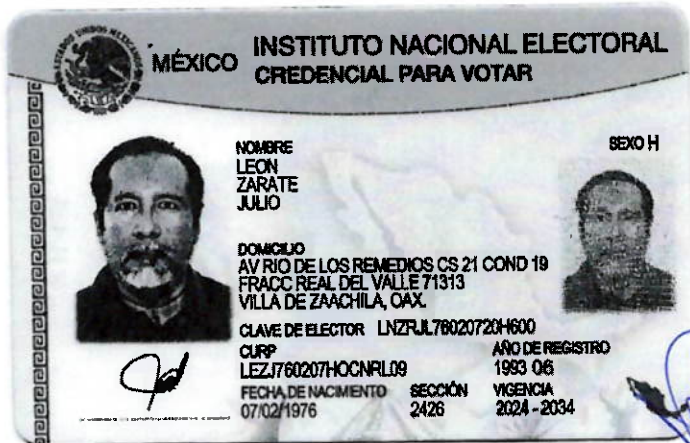 MÉXICO
INSTITUTO NACIONAL ELECTORAL
CREDENCIAL PARA VOTAR
NOMBRE
LEON
ZARATE
JULIO
SEXO H
DOMICILIO
AV RIO DE LOS REMEDIOS CS 21 COND 19
FRACC REAL DEL VALLE 71313
VILLA DE ZAACHILA, OAX.
CLAVE DE ELECTOR LNZRJL76020720H600
CURP
LEZJ760207HOCNRL09
AÑO DE REGISTRO
1993 06
FECHA DE NACIMIENTO
07/02/1976
SECCIÓN
2426
VIGENCIA
2024 - 2034